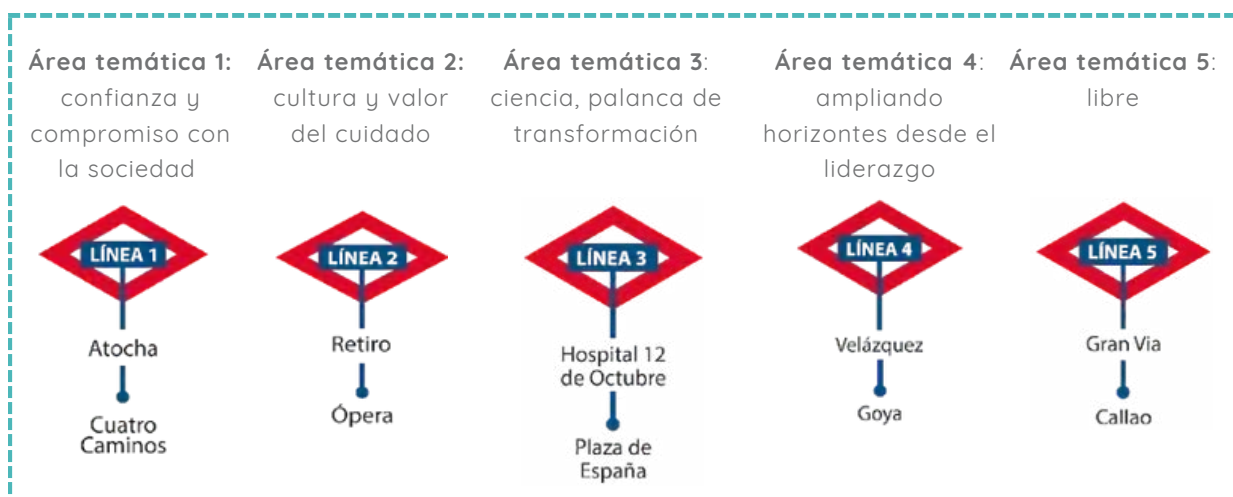 Área temática 1:
confianza y
compromiso con
la sociedad
LÍNEA 1
Atocha
Cuatro
Caminos
Área temática 2:
cultura y valor
del cuidado
LÍNEA 2
Retiro
Ópera
Área temática 3:
ciencia, palanca de
transformación
LÍNEA 3
Hospital 12
de Octubre
Plaza de
España
Área temática 4:
ampliando
horizontes desde el
liderazgo
LÍNEA 4
Velázquez
Goya
Área temática 5:
libre
LÍNEA 5
Gran Via
Callao